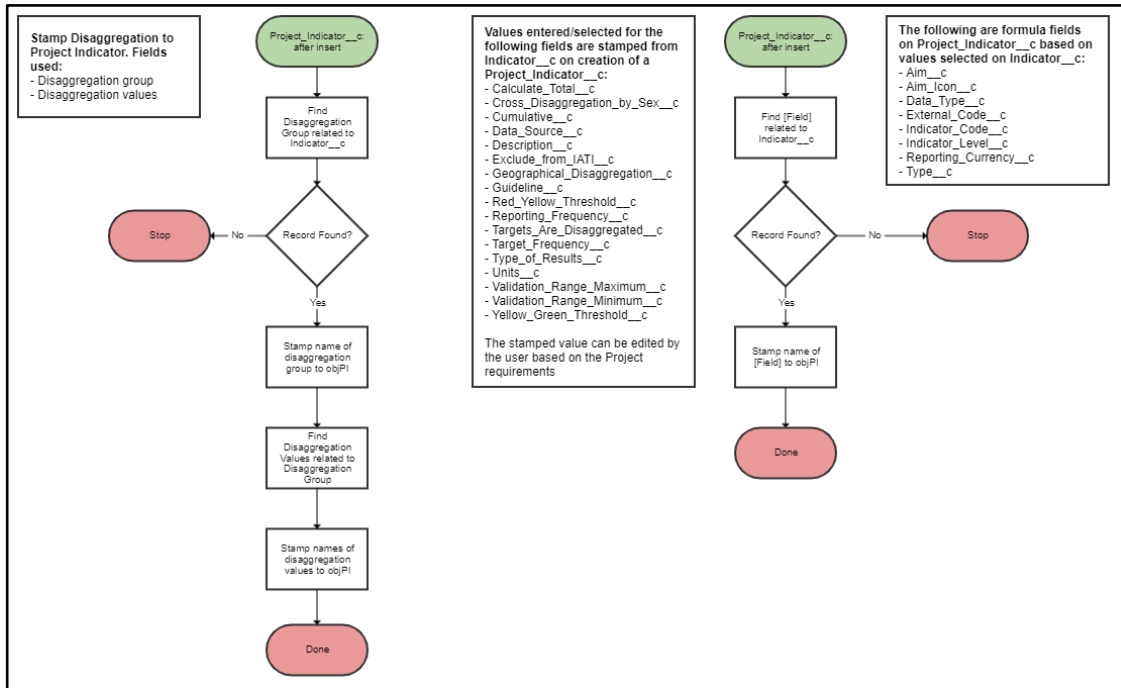 Stamp Disaggregation to
Project Indicator. Fields
used:
- Disaggregation group
- Disaggregation values
Project_Indicator__c:
after insert
Find
Disaggregation
Group related to
Indicator__c
Record Found?
No
Stop
Yes
Stamp name of
disaggregation
group to objPI
Find
Disaggregation
Values related to
Disaggregation
Group
Stamp names of
disaggregation
values to objPI
Done
Values entered/selected for the
following fields are stamped from
Indicator__c on creation of a
Project_Indicator__c:
- Calculate_Total__c
- Cross_Disaggregation_by_Sex__c
- Cumulative__c
- Data_Source__c
- Description__c
- Exclude_from_IATI__c
- Geographical_Disaggregation__c
- Guideline__c
- Red_Yellow_Threshold__c
- Reporting_Frequency__c
- Targets_Are_Disaggregated__c
- Target_Frequency__c
- Type_of_Results__c
- Units__c
- Validation_Range_Maximum__c
- Validation_Range_Minimum__c
- Yellow_Green_Threshold__c
The stamped value can be edited by
the user based on the Project
requirements
Project_Indicator__c:
after insert
Find [Field]
related to
Indicator__c
Record Found?
No
Stop
Yes
Stamp name of
[Field] to objPI
Done
The following are formula fields
on Project_Indicator__c based on
values selected on Indicator__c:
- Aim__c
- Aim_Icon__c
- Data_Type__c
- External_Code__c
- Indicator_Code__c
- Indicator_Level__c
- Reporting_Currency__c
- Type__c